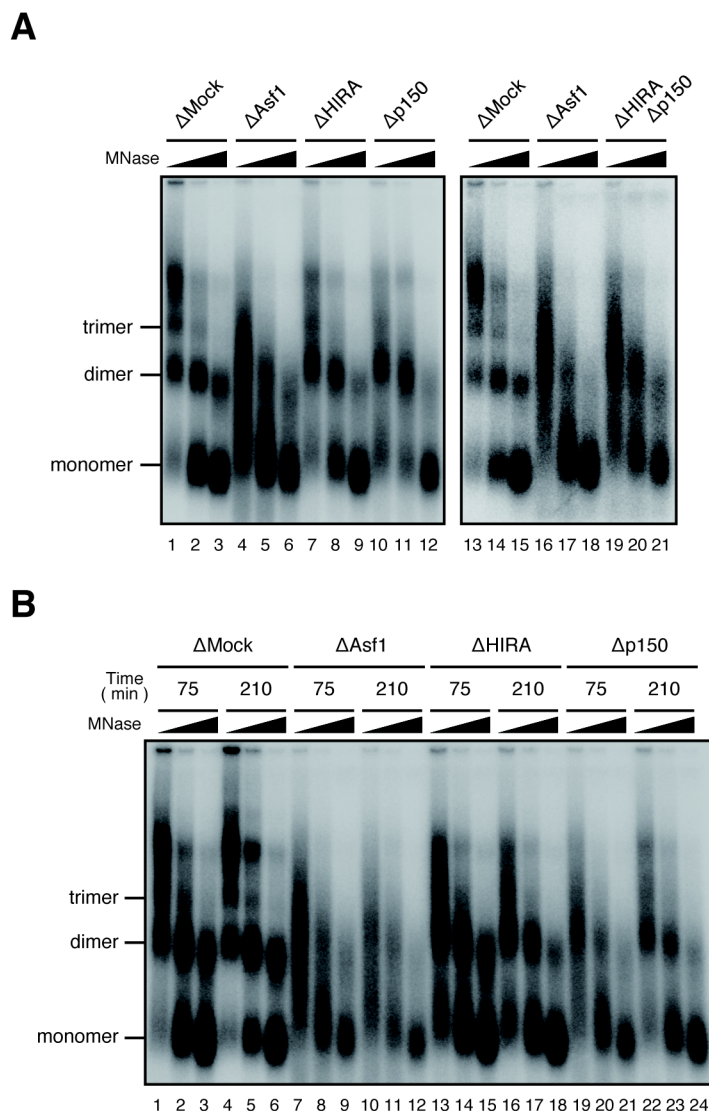 A
ΔMock ΔAsf1 ΔHIRA Δp150 ΔMock ΔAsf1 ΔHIRA Δp150
MNase
trimer
dimer
monomer
1 2 3 4 5 6 7 8 9 10 11 12 13 14 15 16 17 18 19 20 21
B
ΔMock ΔAsf1 ΔHIRA Δp150
Time
( min )
75 210 75 210 75 210 75 210
MNase
trimer
dimer
monomer
1 2 3 4 5 6 7 8 9 10 11 12 13 14 15 16 17 18 19 20 21 22 23 24